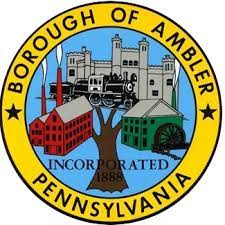 BOROUGH OF AMBLER
INCORPORATED
1888
PENNSYLVANIA